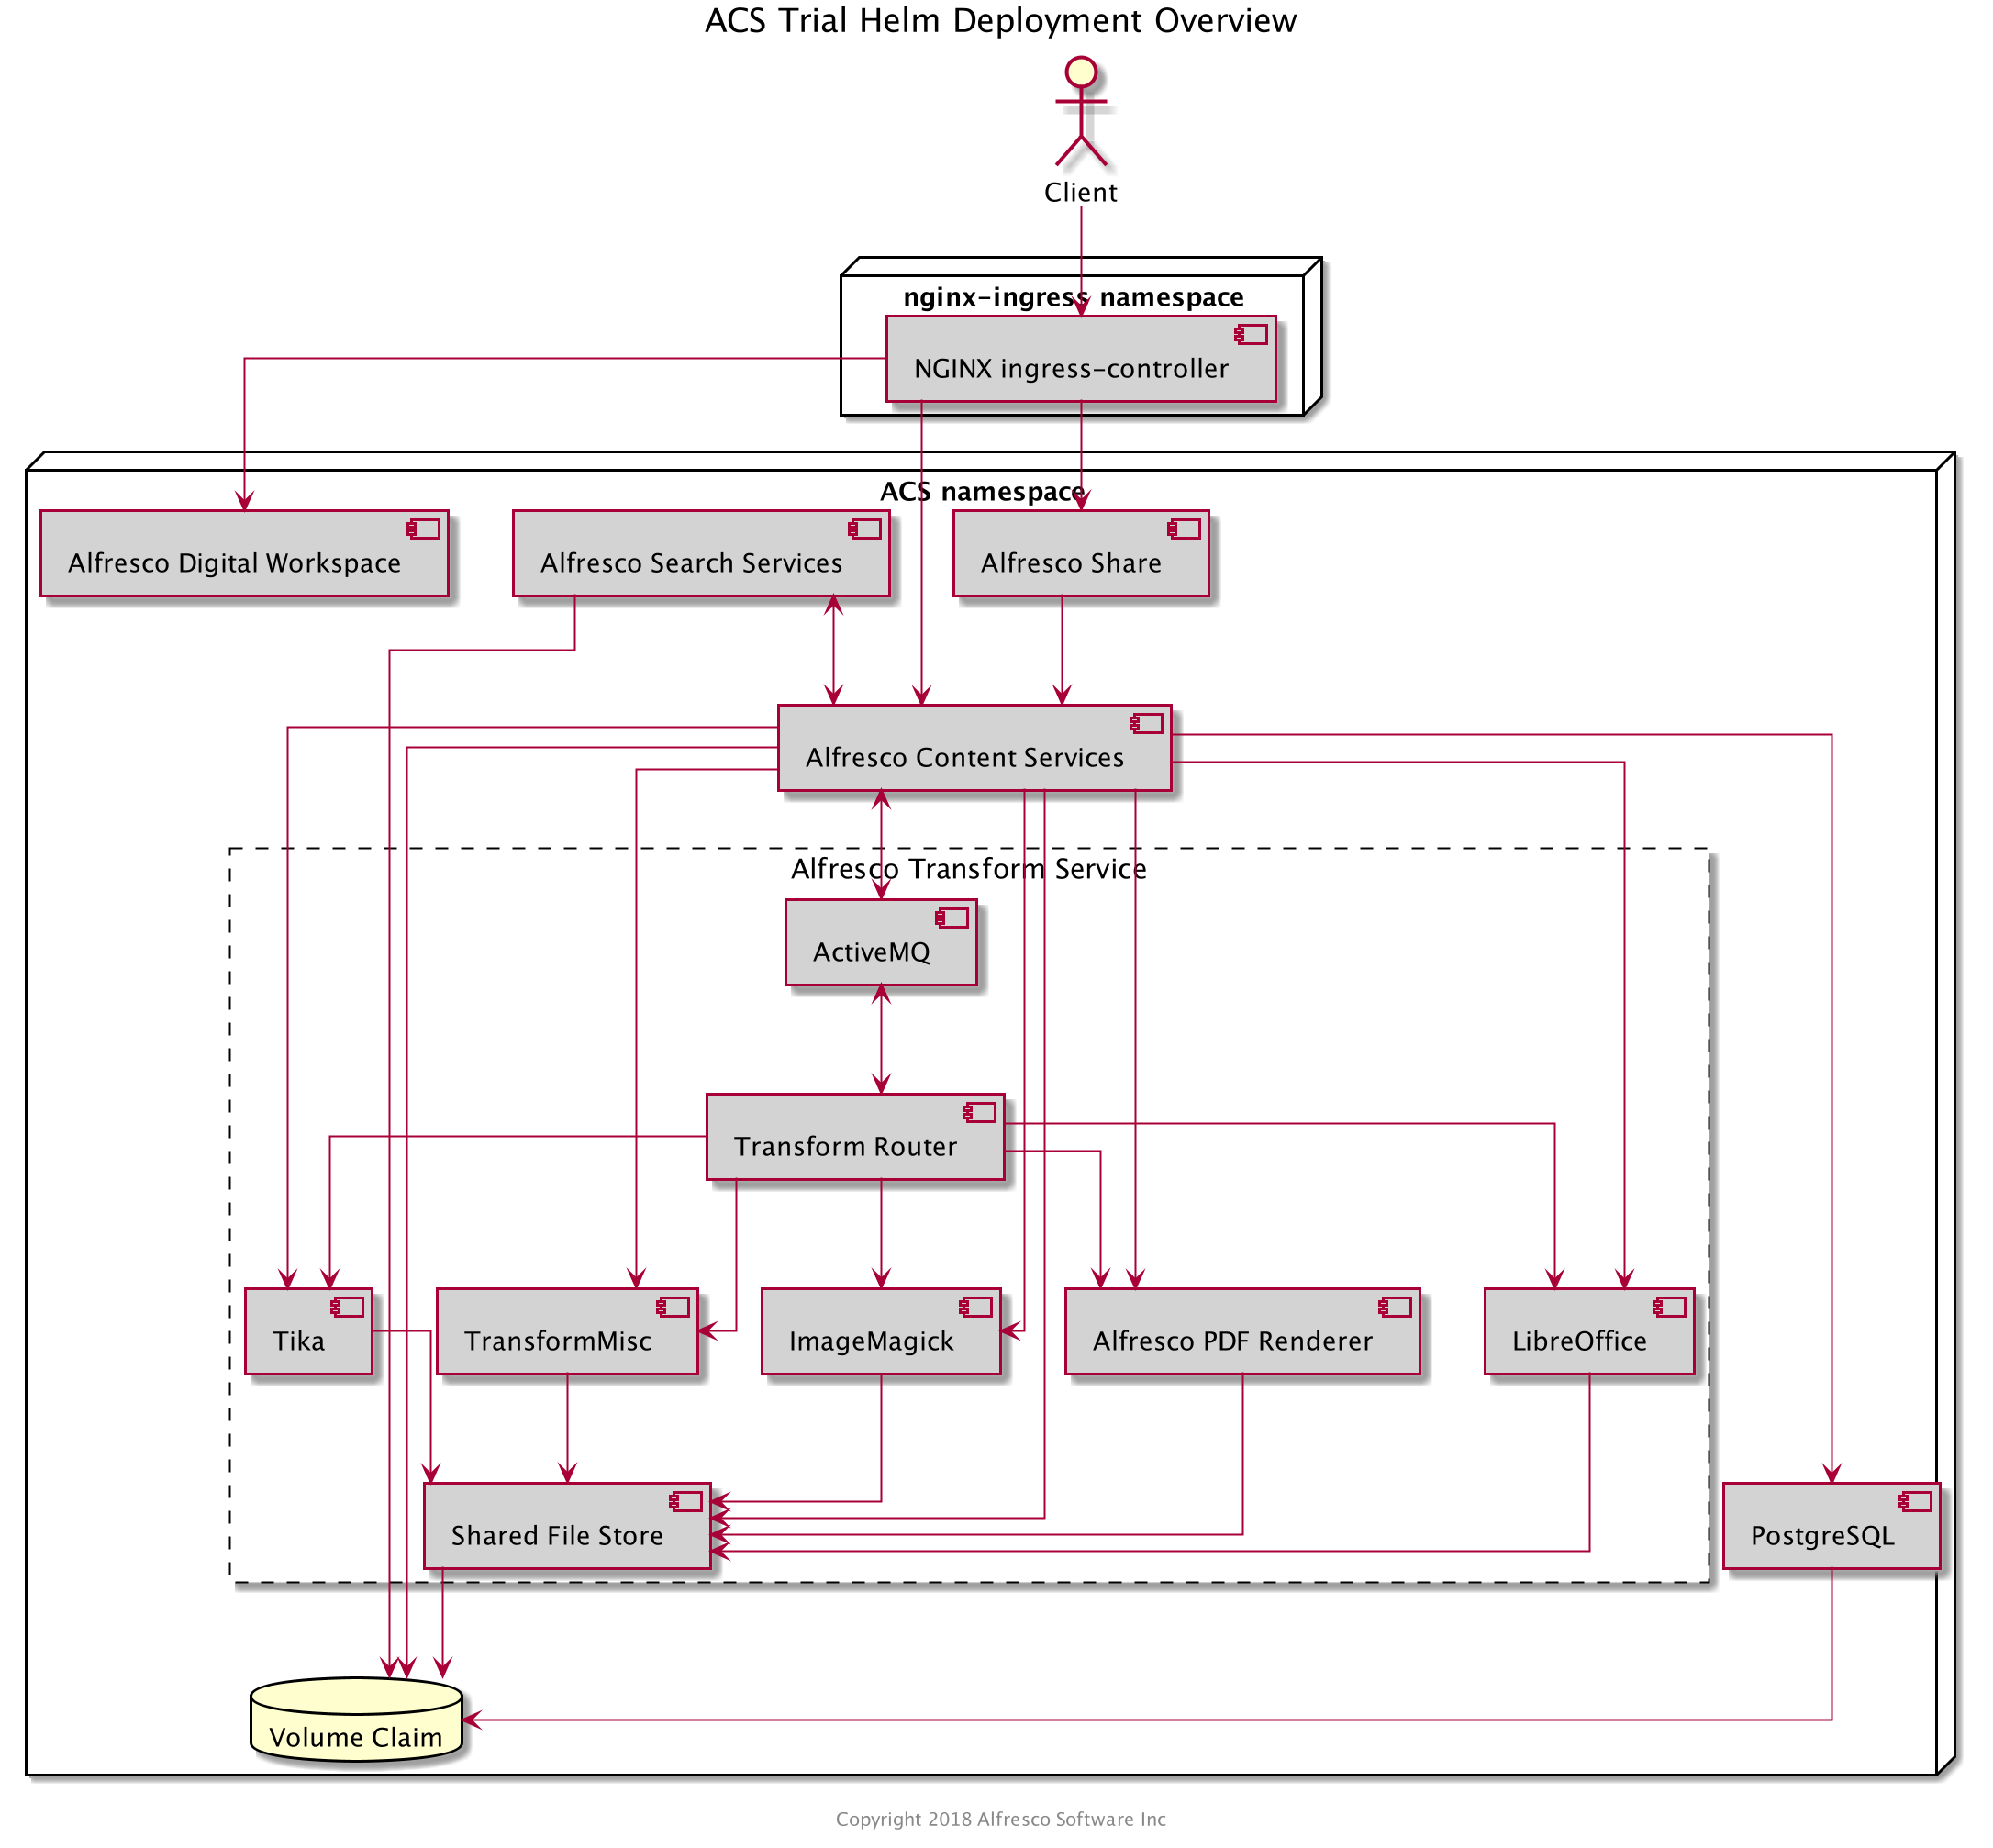 ACS Trial Helm Deployment Overview
Client
nginx-ingress namespace
NGINX ingress-controller
ACS namespace
Alfresco Digital Workspace
Alfresco Search Services
Alfresco Share
Alfresco Content Services
Alfresco Transform Service
ActiveMQ
Transform Router
Tika
TransformMisc
ImageMagick
Alfresco PDF Renderer
LibreOffice
Shared File Store
PostgreSQL
Volume Claim
Copyright 2018 Alfresco Software Inc